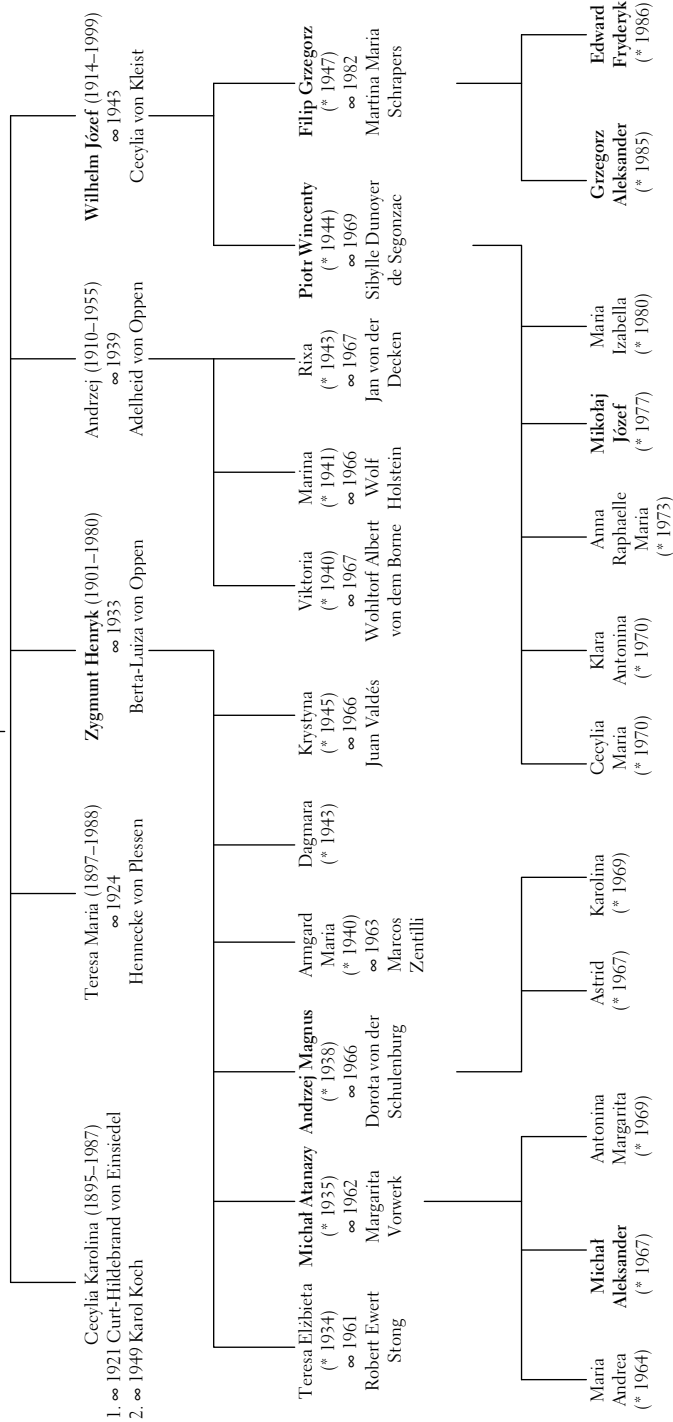 Cecylia Karolina (1895–1987)
1. ∞ 1921 Curt-Hildebrand von Einsiedel
2. ∞ 1949 Karol Koch
Teresa Maria (1897–1988)
∞ 1924
Hennecke von Plessen
Zygmunt Henryk (1901–1980)
∞ 1933
Berta-Luiza von Oppen
Andrzej (1910–1955)
∞ 1939
Adelheid von Oppen
Wilhelm Józef (1914–1999)
∞ 1943
Cecylia von Kleist
Teresa Elżbieta
(* 1934)
∞ 1961
Robert Ewert
Stong
Michał Atanazy
(* 1935)
∞ 1962
Margarita
Vorwerk
Andrzej Magnus
(* 1938)
∞ 1966
Dorota von der
Schulenburg
Armgard
Maria
(* 1940)
∞ 1963
Marcos
Zentilli
Dagmara
(* 1943)
Krystyna
(* 1945)
∞ 1966
Juan Valdés
Viktoria
(* 1940)
∞ 1967
Wohltorf Albert
von dem Borne
Marina
(* 1941)
∞ 1966
Wolf
Holstein
Rixa
(* 1943)
∞ 1967
Jan von der
Decken
Piotr Wincenty
(* 1944)
∞ 1969
Sibylle Dunoyer
de Segonzac
Filip Grzegorz
(* 1947)
∞ 1982
Martina Maria
Schrapers
Maria
Andrea
(* 1964)
Michał
Aleksander
(* 1967)
Antonina
Margarita
(* 1969)
Astrid
(* 1967)
Karolina
(* 1969)
Cecylia
Maria
(* 1970)
Klara
Antonina
(* 1970)
Anna
Raphaelle
Maria
(* 1973)
Mikołaj
Józef
(* 1977)
Maria
Izabella
(* 1980)
Grzegorz
Aleksander
(* 1985)
Edward
Fryderyk
(* 1986)